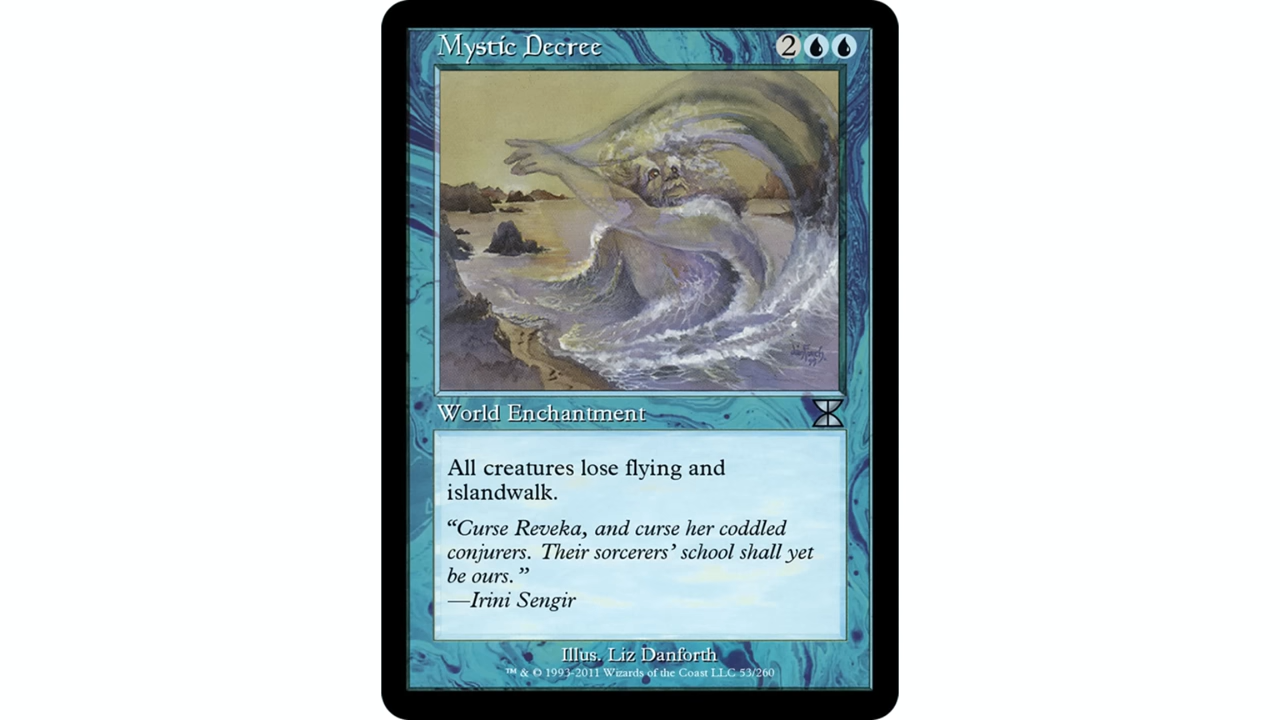 Mystic Decree
2
World Enchantment
All creatures lose flying and
islandwalk.
“Curse Reveka, and curse her coddled
conjurers. Their sorcerers’ school shall yet
be ours.”
—Irini Sengir
Illus. Liz Danforth
™ & © 1993-2011 Wizards of the Coast LLC 53/260